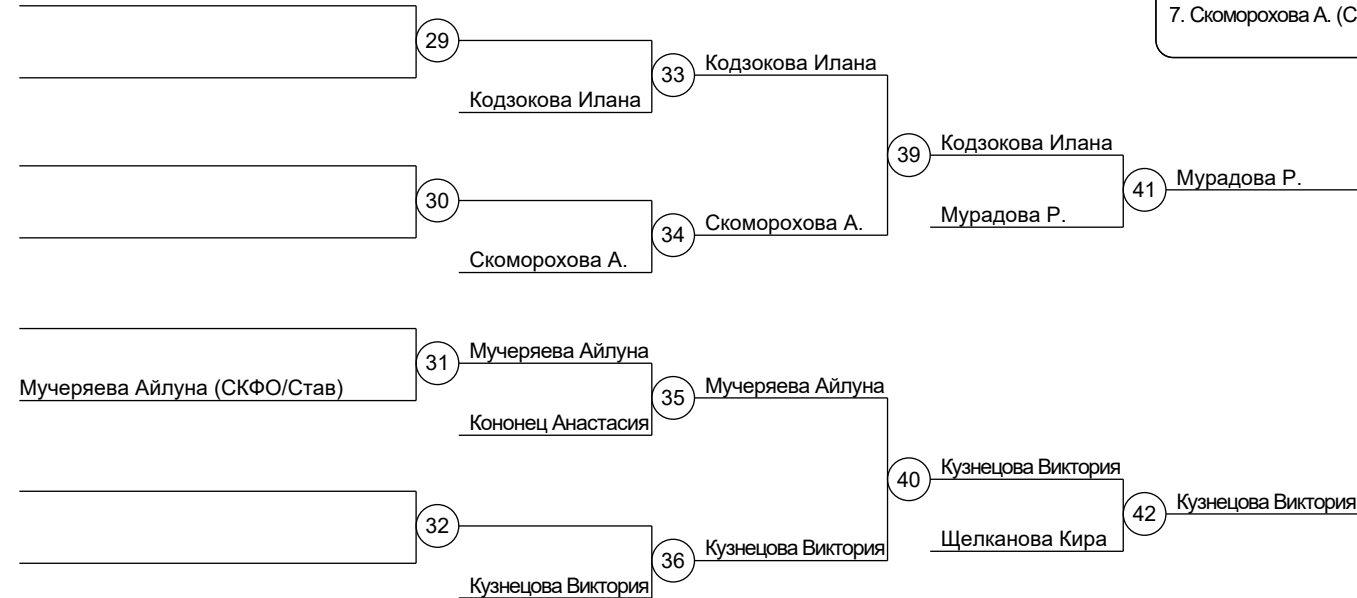 7. Скоморохова А. (С
29
Кодзокова Илана
33
Кодзокова Илана
39
Кодзокова Илана
41
Мурадова Р.
30
Мурадова Р.
34
Скоморохова А.
Скоморохова А.
31
Мучеряева Айлуна
Мучеряева Айлуна (СКФО/Став)
35
Мучеряева Айлуна
Кононец Анастасия
40
Кузнецова Виктория
42
Кузнецова Виктория
32
Щелканова Кира
36
Кузнецова Виктория
Кузнецова Виктория